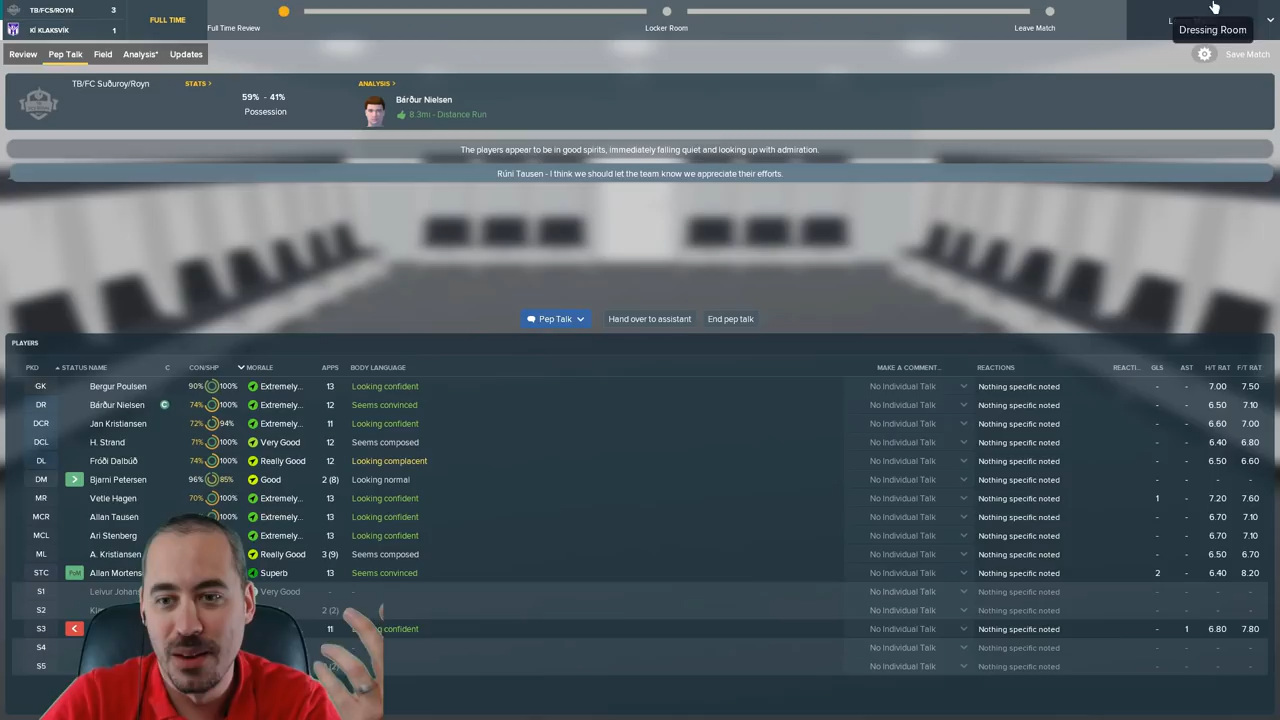 TB/FCS/ROYN 3
KÍ KLAKSVÍK 1
FULL TIME
Full Time Review
Locker Room
Leave Match
Dressing Room
Review Pep Talk Field Analysis* Updates
Save Match
TB/FC Suðuroy/Royn
STATS >
59% - 41%
Possession
ANALYSIS >
Bárður Nielsen
8.3mi - Distance Run
The players appear to be in good spirits, immediately falling quiet and looking up with admiration.
Rúni Tausen - I think we should let the team know we appreciate their efforts.
Pep Talk Hand over to assistant End pep talk
PLAYERS
PKD STATUS NAME C CON/SHP MORALE APPS BODY LANGUAGE MAKE A COMMENT... REACTIONS REACTI... GLS AST H/T RAT F/T RAT
GK Bergur Poulsen 90% 100% Extremely... 13 Looking confident No Individual Talk Nothing specific noted - - 7.00 7.50
DR Bárður Nielsen C 74% 100% Extremely... 12 Seems convinced No Individual Talk Nothing specific noted - - 6.50 7.10
DCR Jan Kristiansen 72% 94% Extremely... 11 Looking confident No Individual Talk Nothing specific noted - - 6.60 7.00
DCL H. Strand 71% 100% Very Good 12 Seems composed No Individual Talk Nothing specific noted - - 6.40 6.80
DL Fróði Dalbúð 74% 100% Really Good 12 Looking complacent No Individual Talk Nothing specific noted - - 6.50 6.60
DM Bjarni Petersen 96% 85% Good 2 (8) Looking normal No Individual Talk Nothing specific noted - -
MR Vetle Hagen 70% 100% Extremely... 13 Looking confident No Individual Talk Nothing specific noted 1 - 7.20 7.60
MCR Allan Tausen 100% Extremely... 13 Looking confident No Individual Talk Nothing specific noted - - 6.70 7.10
MCL Ari Stenberg Extremely... 13 Looking confident No Individual Talk Nothing specific noted - - 6.70 7.10
ML A. Kristiansen Really Good 3 (9) Seems composed No Individual Talk Nothing specific noted - - 6.50 6.70
STC PoM Allan Mortens Superb 13 Seems convinced No Individual Talk Nothing specific noted 2 - 6.40 8.20
S1 Leivur Johans Very Good - - No Individual Talk Nothing specific noted - - - -
S2 2 (2) No Individual Talk Nothing specific noted - - - -
S3 11 confident No Individual Talk Nothing specific noted - 1 6.80 7.80
S4 - No Individual Talk Nothing specific noted - - - -
S5 (2) - No Individual Talk Nothing specific noted - - - -